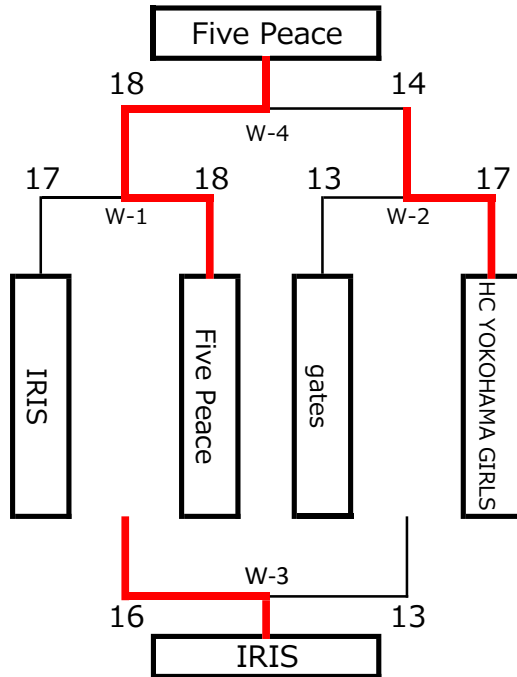 Five Peace
18
14
W-4
17
18
13
17
W-1
W-2
IRIS
Five Peace
gates
HC YOKOHAMA GIRLS
W-3
16
13
IRIS